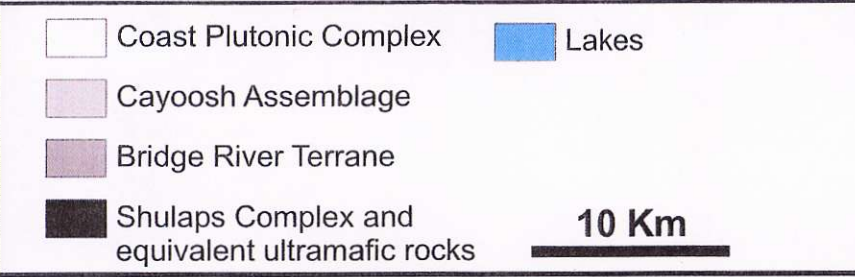 Coast Plutonic Complex
Lakes
Cayoosh Assemblage
Bridge River Terrane
Shulaps Complex and
equivalent ultramafic rocks
10 Km